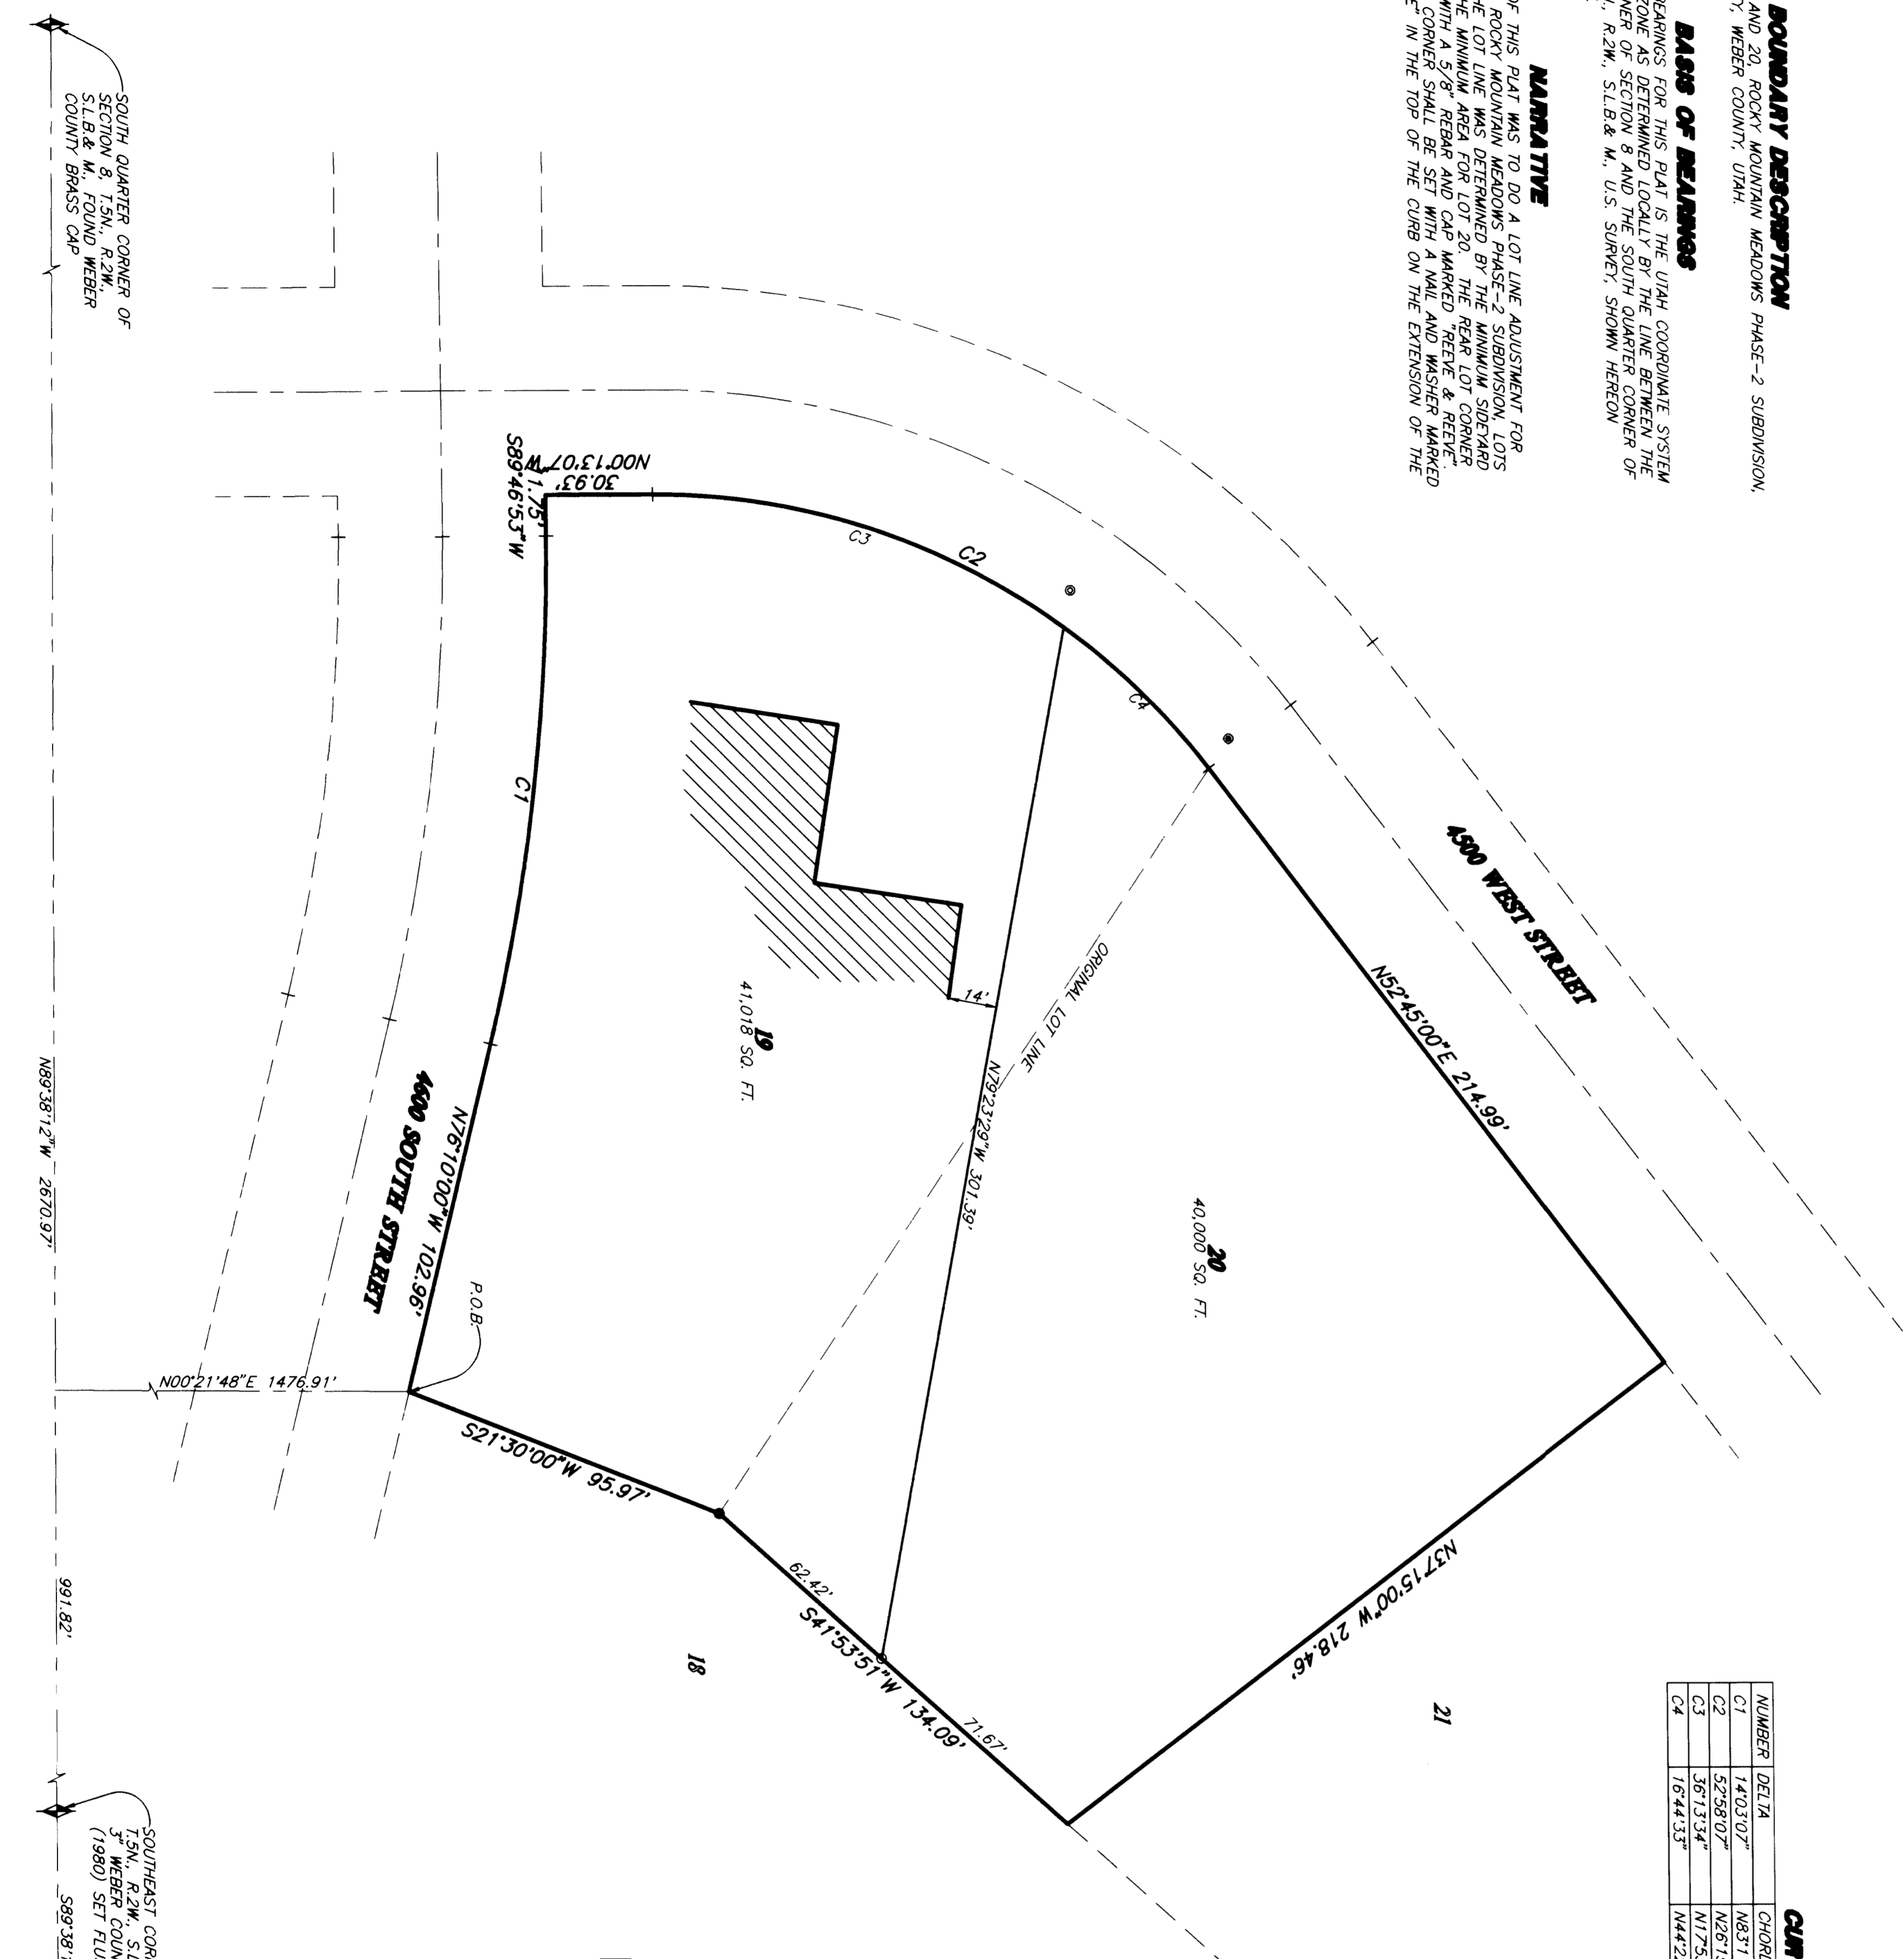 BOUNDARY DESCRIPTION
AND 20, ROCKY MOUNTAIN MEADOWS PHASE-2 SUBDIVISION,
WEBER COUNTY, UTAH.
BASIS OF BEARINGS
BEARINGS FOR THIS PLAT IS THE UTAH COORDINATE SYSTEM
ZONE AS DETERMINED LOCALLY BY THE LINE BETWEEN THE
OF SECTION 8 AND THE SOUTH QUARTER CORNER OF
R.2W., S.L.B.& M., U.S. SURVEY, SHOWN HEREON
NARRATIVE
OF THIS PLAT WAS TO DO A LOT LINE ADJUSTMENT FOR
ROCKY MOUNTAIN MEADOWS PHASE-2 SUBDIVISION, LOTS
LOT LINE WAS DETERMINED BY THE MINIMUM SIDEYARD
MINIMUM AREA FOR LOT 20. THE REAR LOT CORNER
WITH A 5/8" REBAR AND CAP MARKED "REEVE & REEVE".
CORNER SHALL BE SET WITH A NAIL AND WASHER MARKED
IN THE TOP OF THE CURB ON THE EXTENSION OF THE
NUMBER DELTA
C1 14°03'07"
C2 52°58'07"
C3 36°13'34"
C4 16°44'33"
4500 WEST STREET
N52°45'00"E 214.99'
21
N37°15'00"W 218.46'
20
40,000 SQ. FT.
C2
C3
C4
ORIGINAL LOT LINE
14'
N79°23'29"W 301.39'
N00°13'07"W
30.93'
11.75'
S89°46'53"W
C1
19
41,018 SQ. FT.
71.67'
S41°53'51"W 134.09'
62.42'
18
S21°30'00"W 95.97'
P.O.B.
N76°10'00"W 102.96'
4600 SOUTH STREET
N00°21'48"E 1476.91'
SOUTH QUARTER CORNER OF
SECTION 8, T.5N., R.2W.,
S.L.B.& M., FOUND WEBER
COUNTY BRASS CAP
N89°38'12"W 2670.97'
991.82'
SOUTHEAST
T.5N., R.2W.,
3" WEBER
(1980) SET